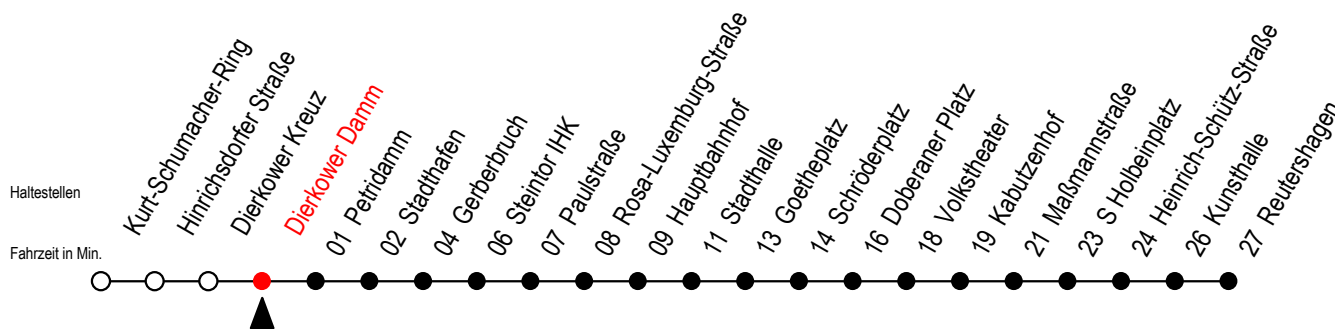 Haltestellen
Fahrzeit in Min.
Kurt-Schumacher-Ring
Hinrichsdorfer Straße
Dierkower Kreuz
Dierkower Damm
01 Petridamm
02 Stadthafen
04 Gerberbruch
06 Steintor IHK
07 Paulstraße
08 Rosa-Luxemburg-Straße
09 Hauptbahnhof
11 Stadthalle
13 Goetheplatz
14 Schröderplatz
16 Doberaner Platz
18 Volkstheater
19 Kabutzenhof
21 Maßmannstraße
23 S Holbeinplatz
24 Heinrich-Schütz-Straße
26 Kunsthalle
27 Reutershagen